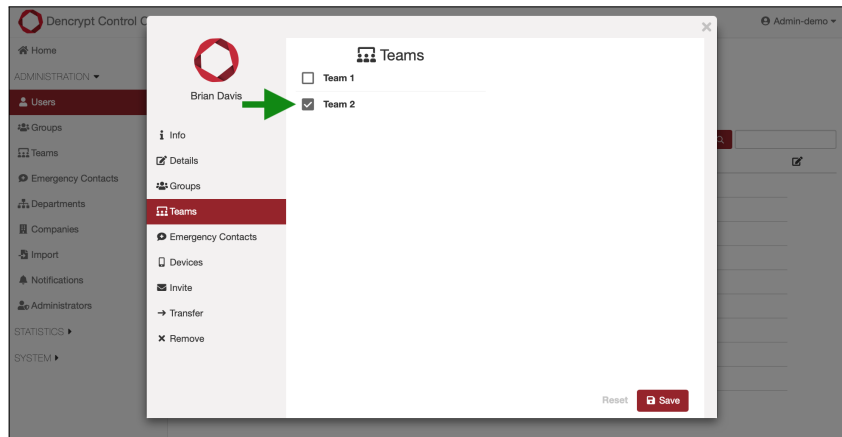 Dencrypt Control C
Admin-demo
Home
ADMINISTRATION
Users
Groups
Teams
Emergency Contacts
Departments
Companies
Import
Notifications
Administrators
STATISTICS
SYSTEM
Brian Davis
Info
Details
Groups
Teams
Emergency Contacts
Devices
Invite
Transfer
Remove
Teams
Team 1
Team 2
Reset
Save